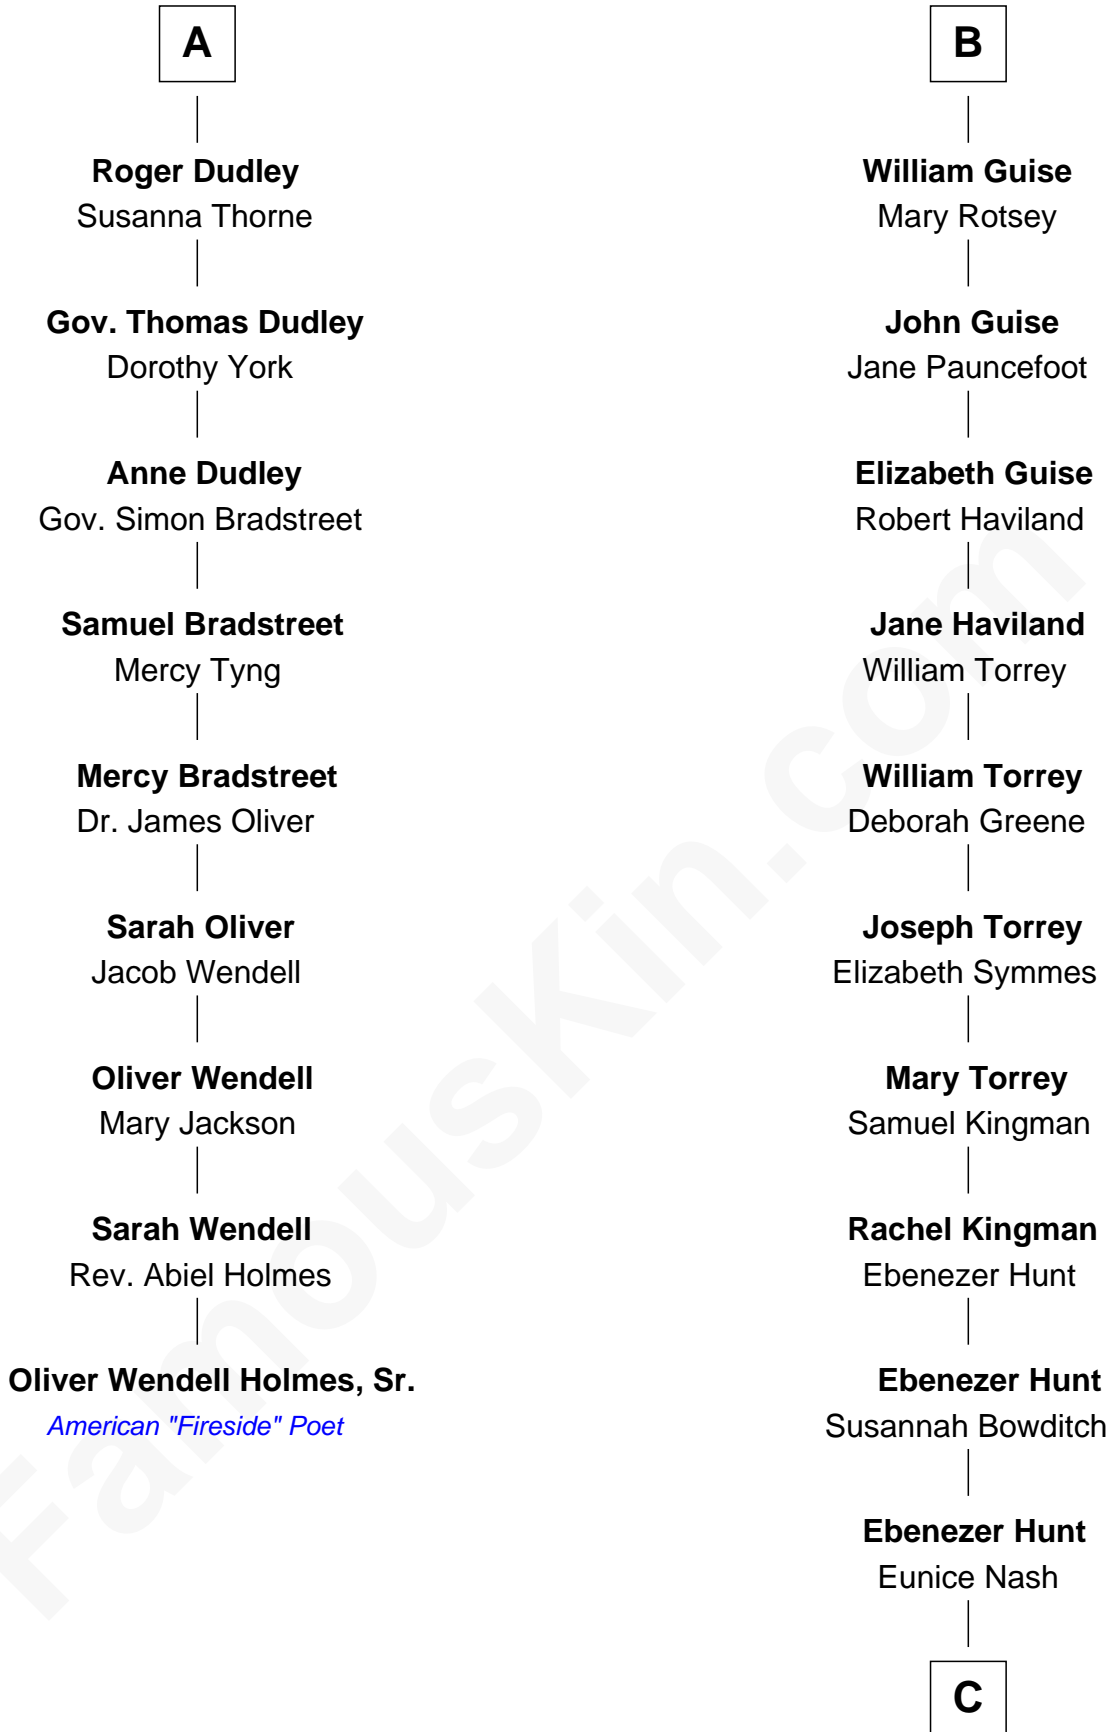 A
Roger Dudley
Susanna Thorne
Gov. Thomas Dudley
Dorothy York
Anne Dudley
Gov. Simon Bradstreet
Samuel Bradstreet
Mercy Tyng
Mercy Bradstreet
Dr. James Oliver
Sarah Oliver
Jacob Wendell
Oliver Wendell
Mary Jackson
Sarah Wendell
Rev. Abiel Holmes
Oliver Wendell Holmes, Sr.
American "Fireside" Poet
B
William Guise
Mary Rotsey
John Guise
Jane Pauncefoot
Elizabeth Guise
Robert Haviland
Jane Haviland
William Torrey
William Torrey
Deborah Greene
Joseph Torrey
Elizabeth Symmes
Mary Torrey
Samuel Kingman
Rachel Kingman
Ebenezer Hunt
Ebenezer Hunt
Susannah Bowditch
Ebenezer Hunt
Eunice Nash
C
FamousKin.com